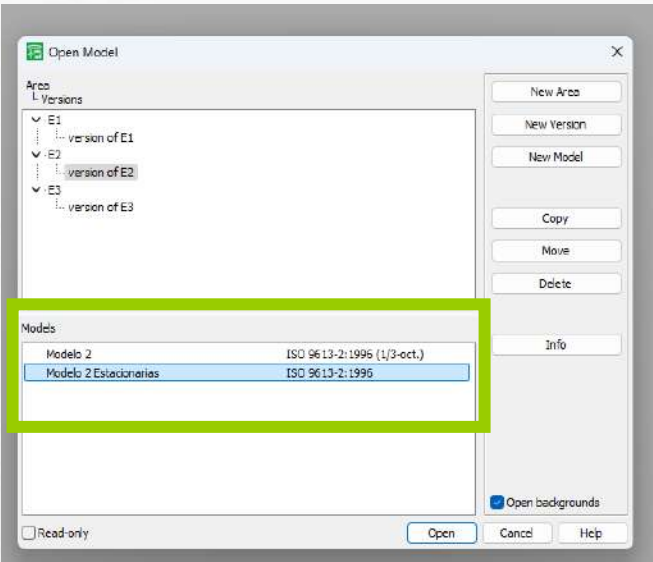 Open Model
Area
Versions
E1
version of E1
E2
version of E2
E3
version of E3
New Area
New Version
New Model
Copy
Move
Delete
Info
Models
Modelo 2 ISO 9613-2:1996 (1/3-oct.)
Modelo 2 Estacionarias ISO 9613-2:1996
Open backgrounds
Read-only
Open
Cancel
Help